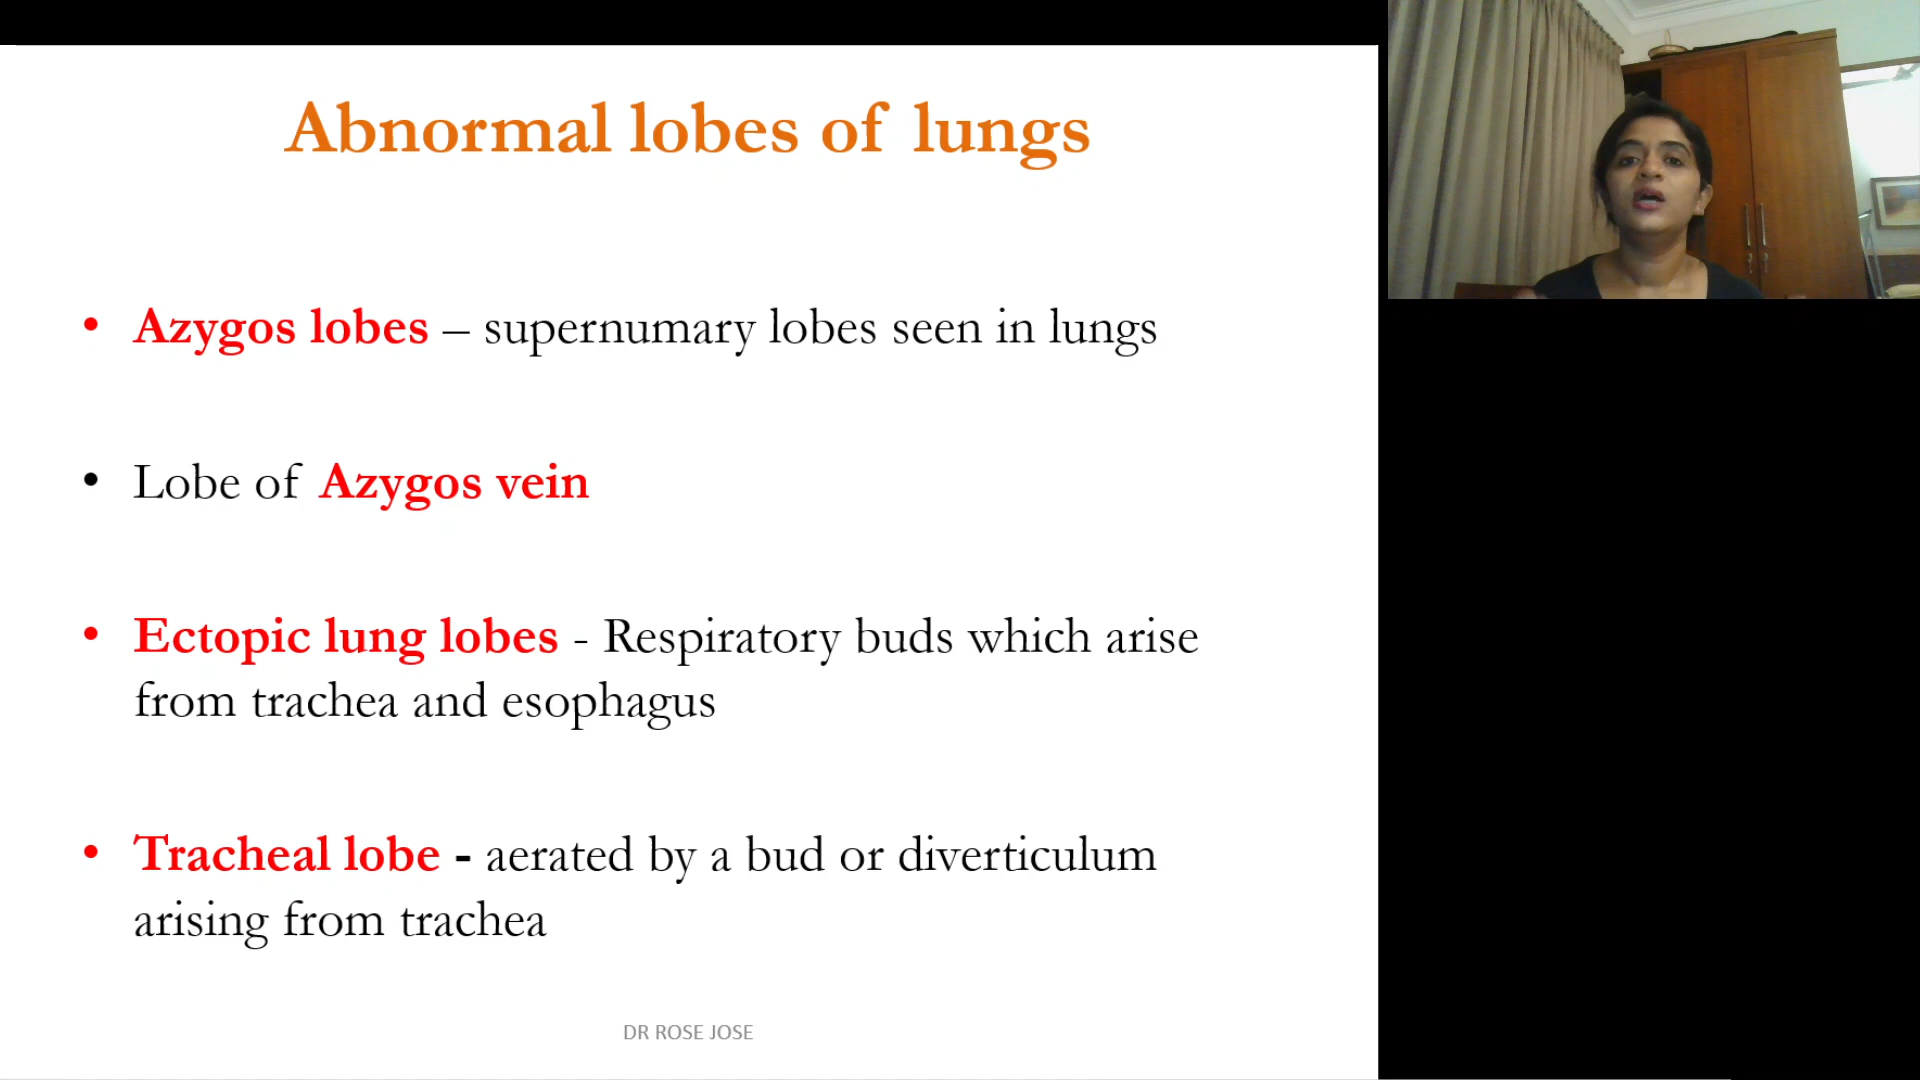 Abnormal lobes of lungs
• Azygos lobes – supernumary lobes seen in lungs
• Lobe of Azygos vein
• Ectopic lung lobes - Respiratory buds which arise
from trachea and esophagus
• Tracheal lobe - aerated by a bud or diverticulum
arising from trachea
DR ROSE JOSE